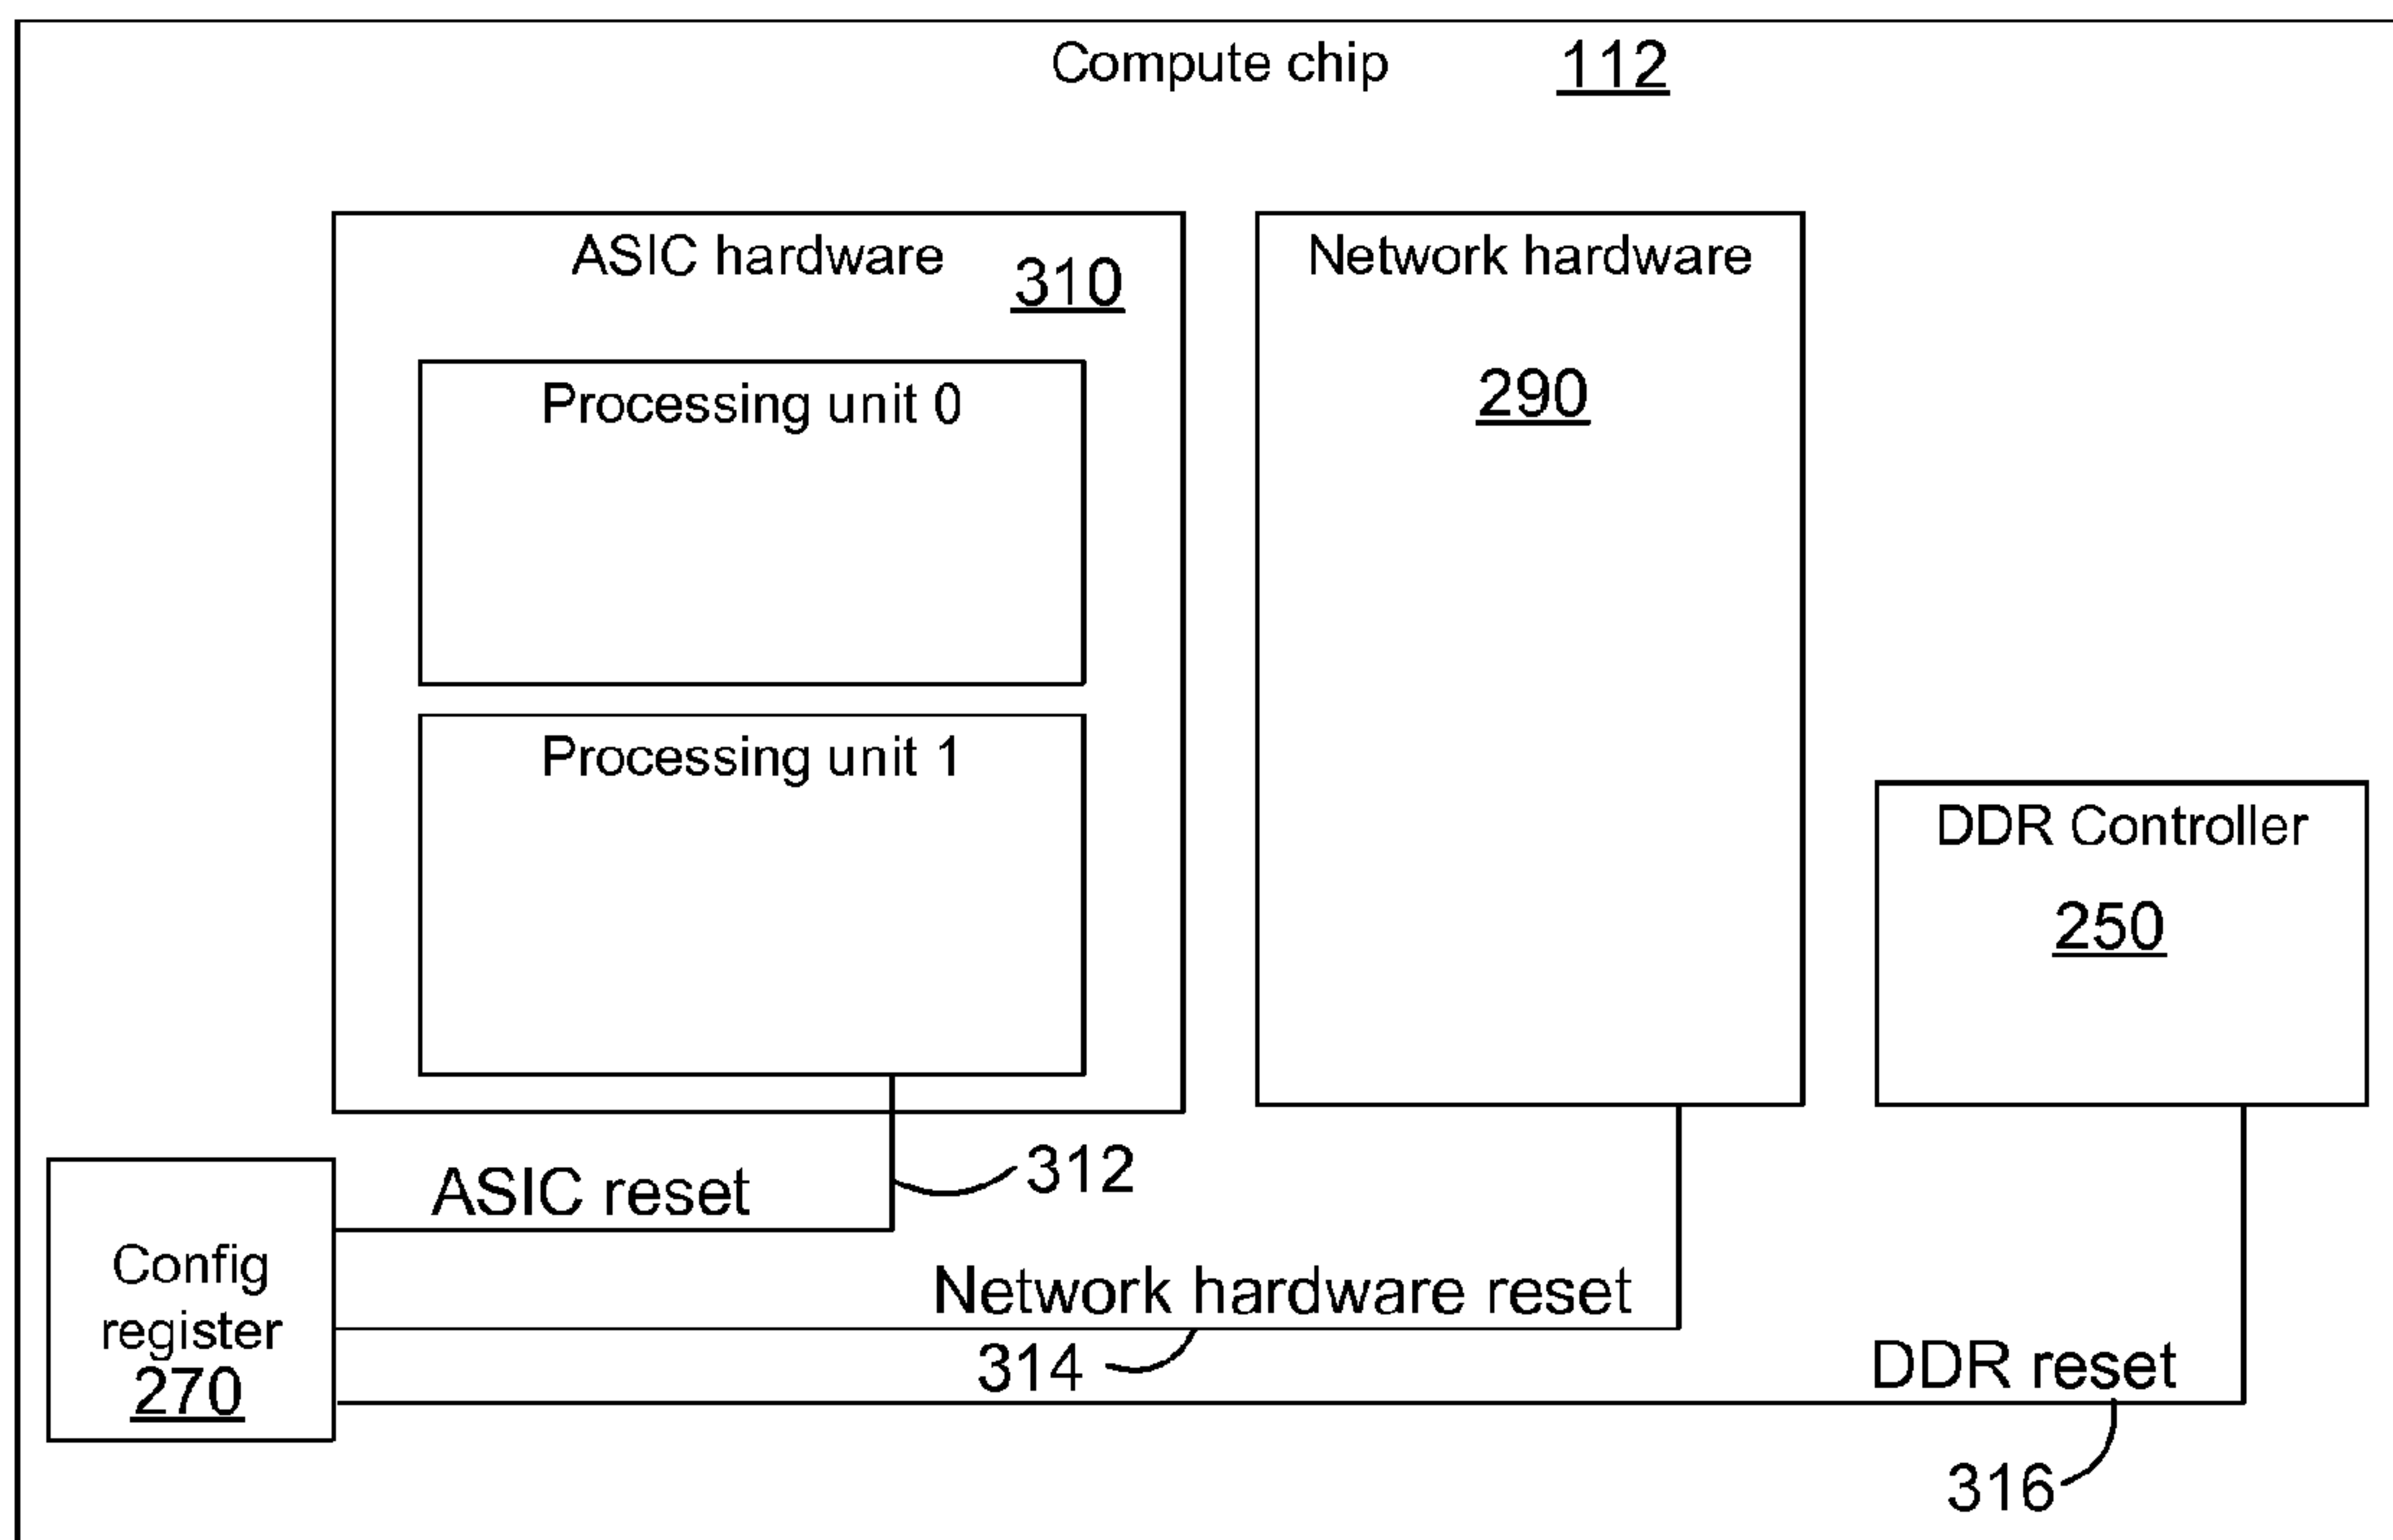 Compute chip 112
ASIC hardware
310
Processing unit 0
Processing unit 1
Network hardware
290
DDR Controller
250
Config
register
270
ASIC reset
312
Network hardware reset
314
DDR reset
316